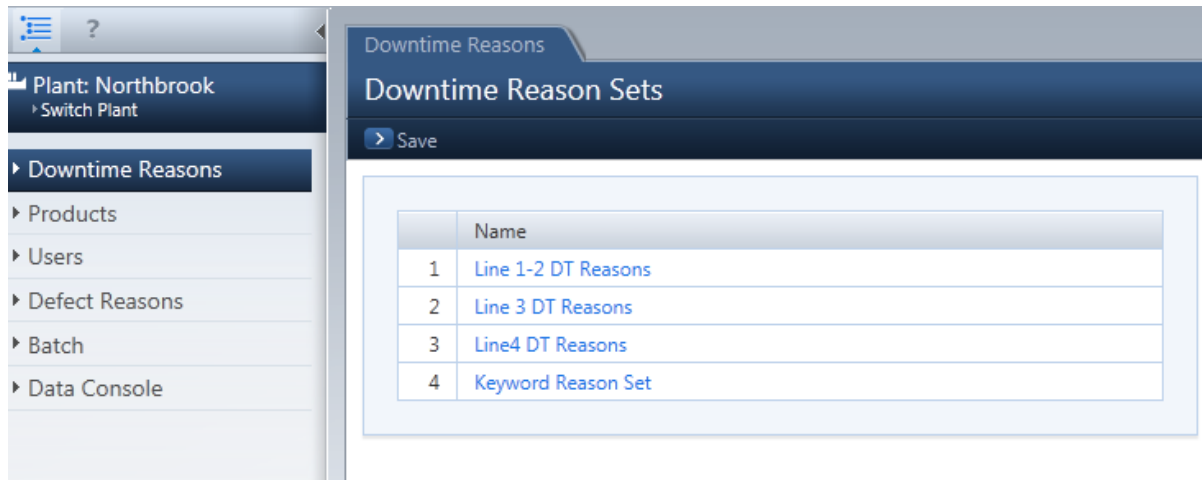 ?
Plant: Northbrook
Switch Plant
Downtime Reasons
Products
Users
Defect Reasons
Batch
Data Console
Downtime Reasons
Downtime Reason Sets
Save
Name
1 Line 1-2 DT Reasons
2 Line 3 DT Reasons
3 Line4 DT Reasons
4 Keyword Reason Set